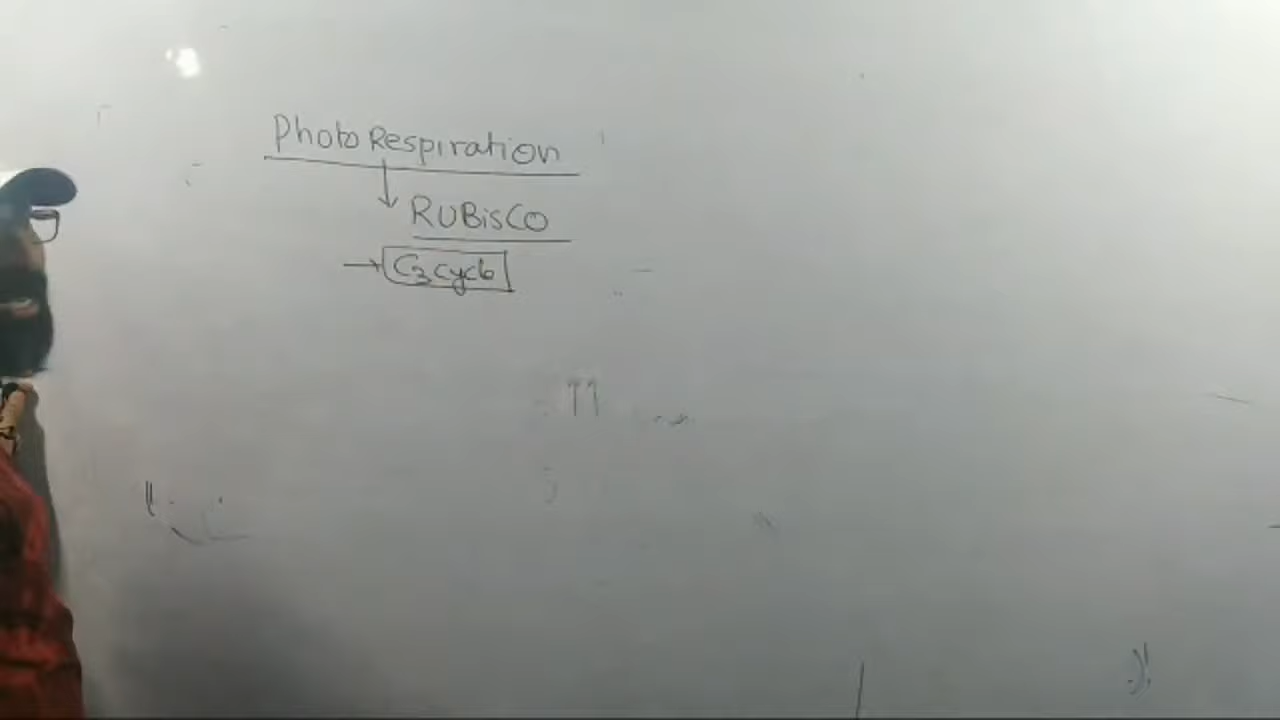 Photo Respiration
↓ RUBisCO
→ C3 cycle